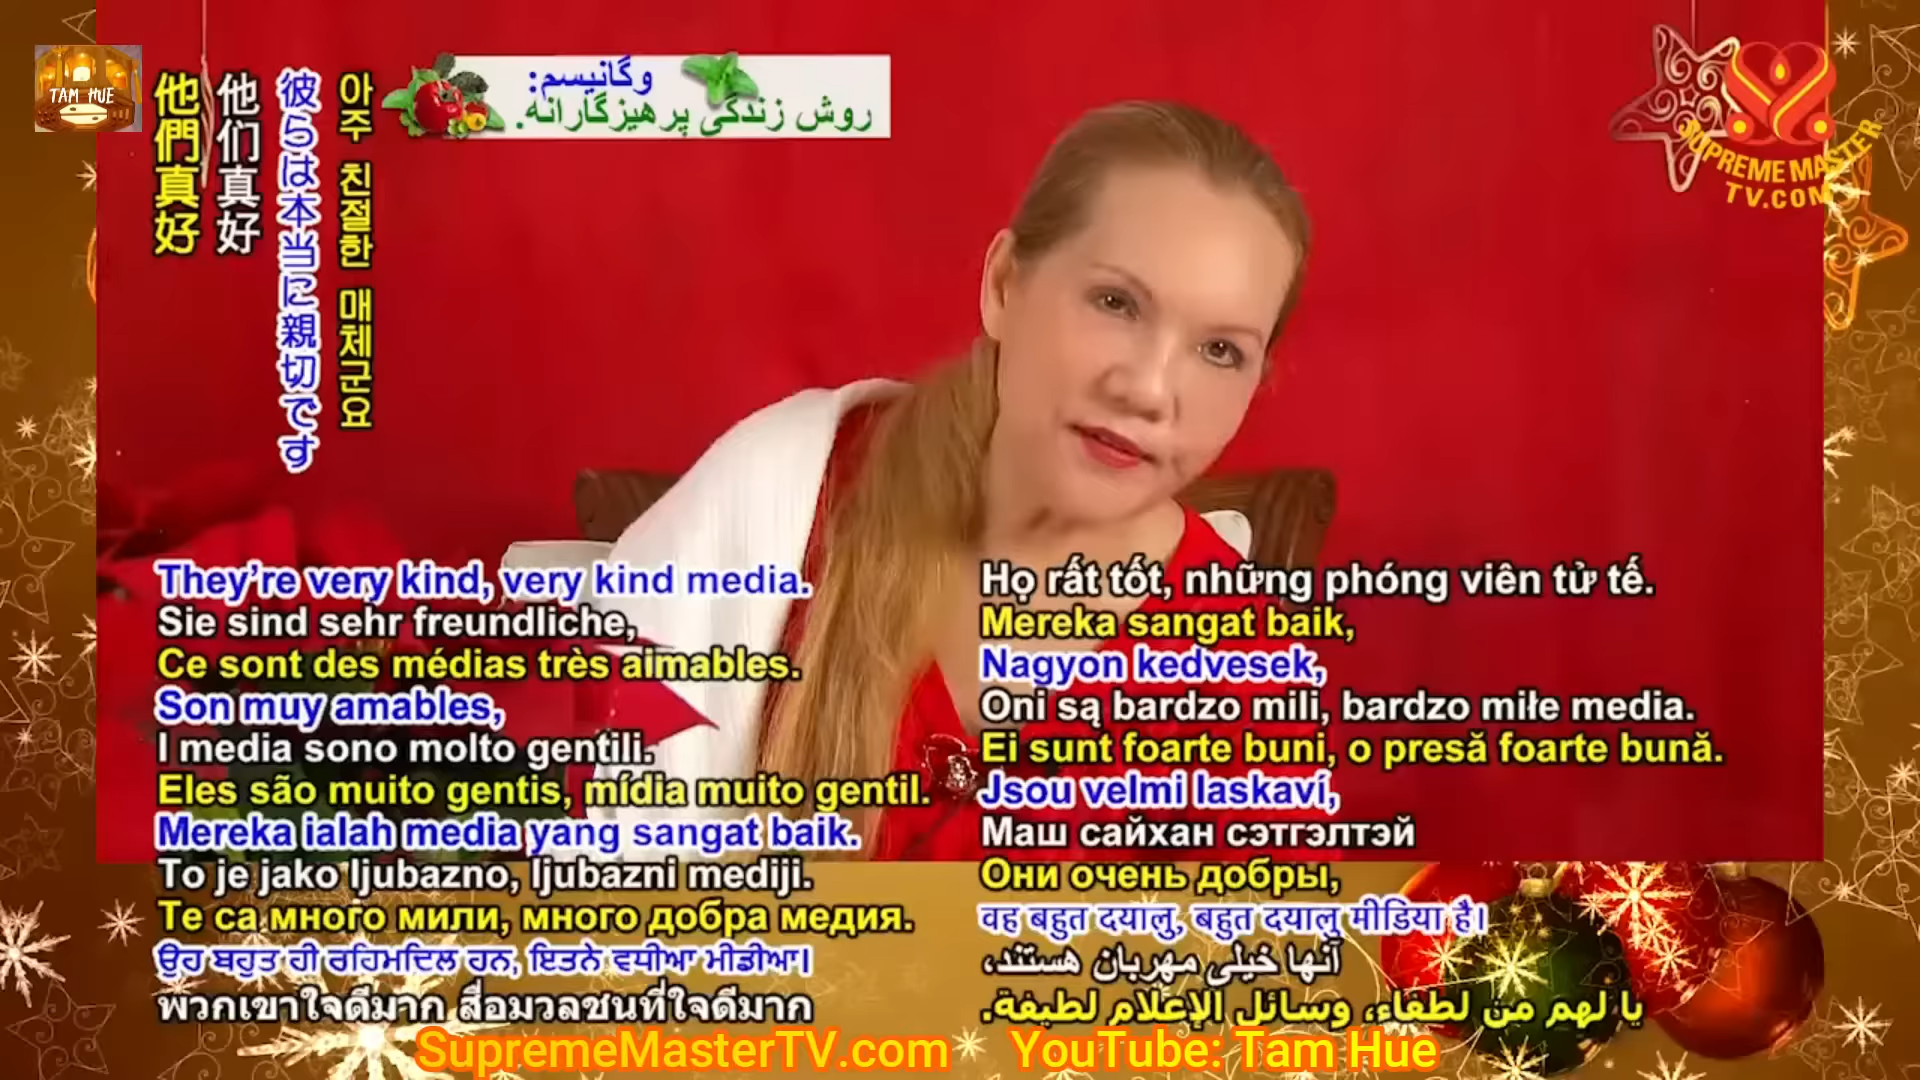 TAM HUE
他們真好
他们真好
彼らは本当に親切です
아주 친절한 매체군요
وگانیسم:
روش زندگی پرهیزگارانه.
SUPREME MASTER
TV.COM
They’re very kind, very kind media.
Sie sind sehr freundliche,
Ce sont des médias très aimables.
Son muy amables,
I media sono molto gentili.
Eles são muito gentis, mídia muito gentil.
Mereka ialah media yang sangat baik.
To je jako ljubazno, ljubazni mediji.
Те са много мили, много добра медия.
ਉਹ ਬਹੁਤ ਹੀ ਰਹਿਮਦਿਲ ਹਨ, ਇਤਨੇ ਵਧੀਆ ਮੀਡੀਆ।
พวกเขาใจดีมาก สื่อมวลชนที่ใจดีมาก
Họ rất tốt, những phóng viên tử tế.
Mereka sangat baik,
Nagyon kedvesek,
Oni są bardzo mili, bardzo miłe media.
Ei sunt foarte buni, o presă foarte bună.
Jsou velmi laskaví,
Маш сайхан сэтгэлтэй
Они очень добры,
वह बहुत दयालु, बहुत दयालु मीडिया है।
آنها خیلی مهربان هستند،
يا لهم من لطفاء، وسائل الإعلام لطيفة.
SupremeMasterTV.com YouTube: Tam Hue